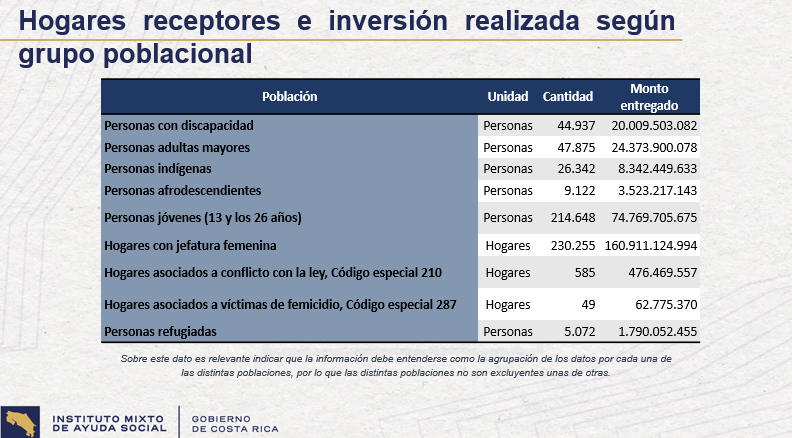 Hogares receptores e inversión realizada según
grupo poblacional
Población Unidad Cantidad Monto entregado
Personas con discapacidad Personas 44.937 20.009.503.082
Personas adultas mayores Personas 47.875 24.373.900.078
Personas indígenas Personas 26.342 8.342.449.633
Personas afrodescendientes Personas 9.122 3.523.217.143
Personas jóvenes (13 y los 26 años) Personas 214.648 74.769.705.675
Hogares con jefatura femenina Hogares 230.255 160.911.124.994
Hogares asociados a conflicto con la ley, Código especial 210 Hogares 585 476.469.557
Hogares asociados a víctimas de femicidio, Código especial 287 Hogares 49 62.775.370
Personas refugiadas Personas 5.072 1.790.052.455
Sobre este dato es relevante indicar que la información debe entenderse como la agrupación de los datos por cada una de
las distintas poblaciones, por lo que las distintas poblaciones no son excluyentes unas de otras.
INSTITUTO MIXTO
DE AYUDA SOCIAL
GOBIERNO
DE COSTA RICA